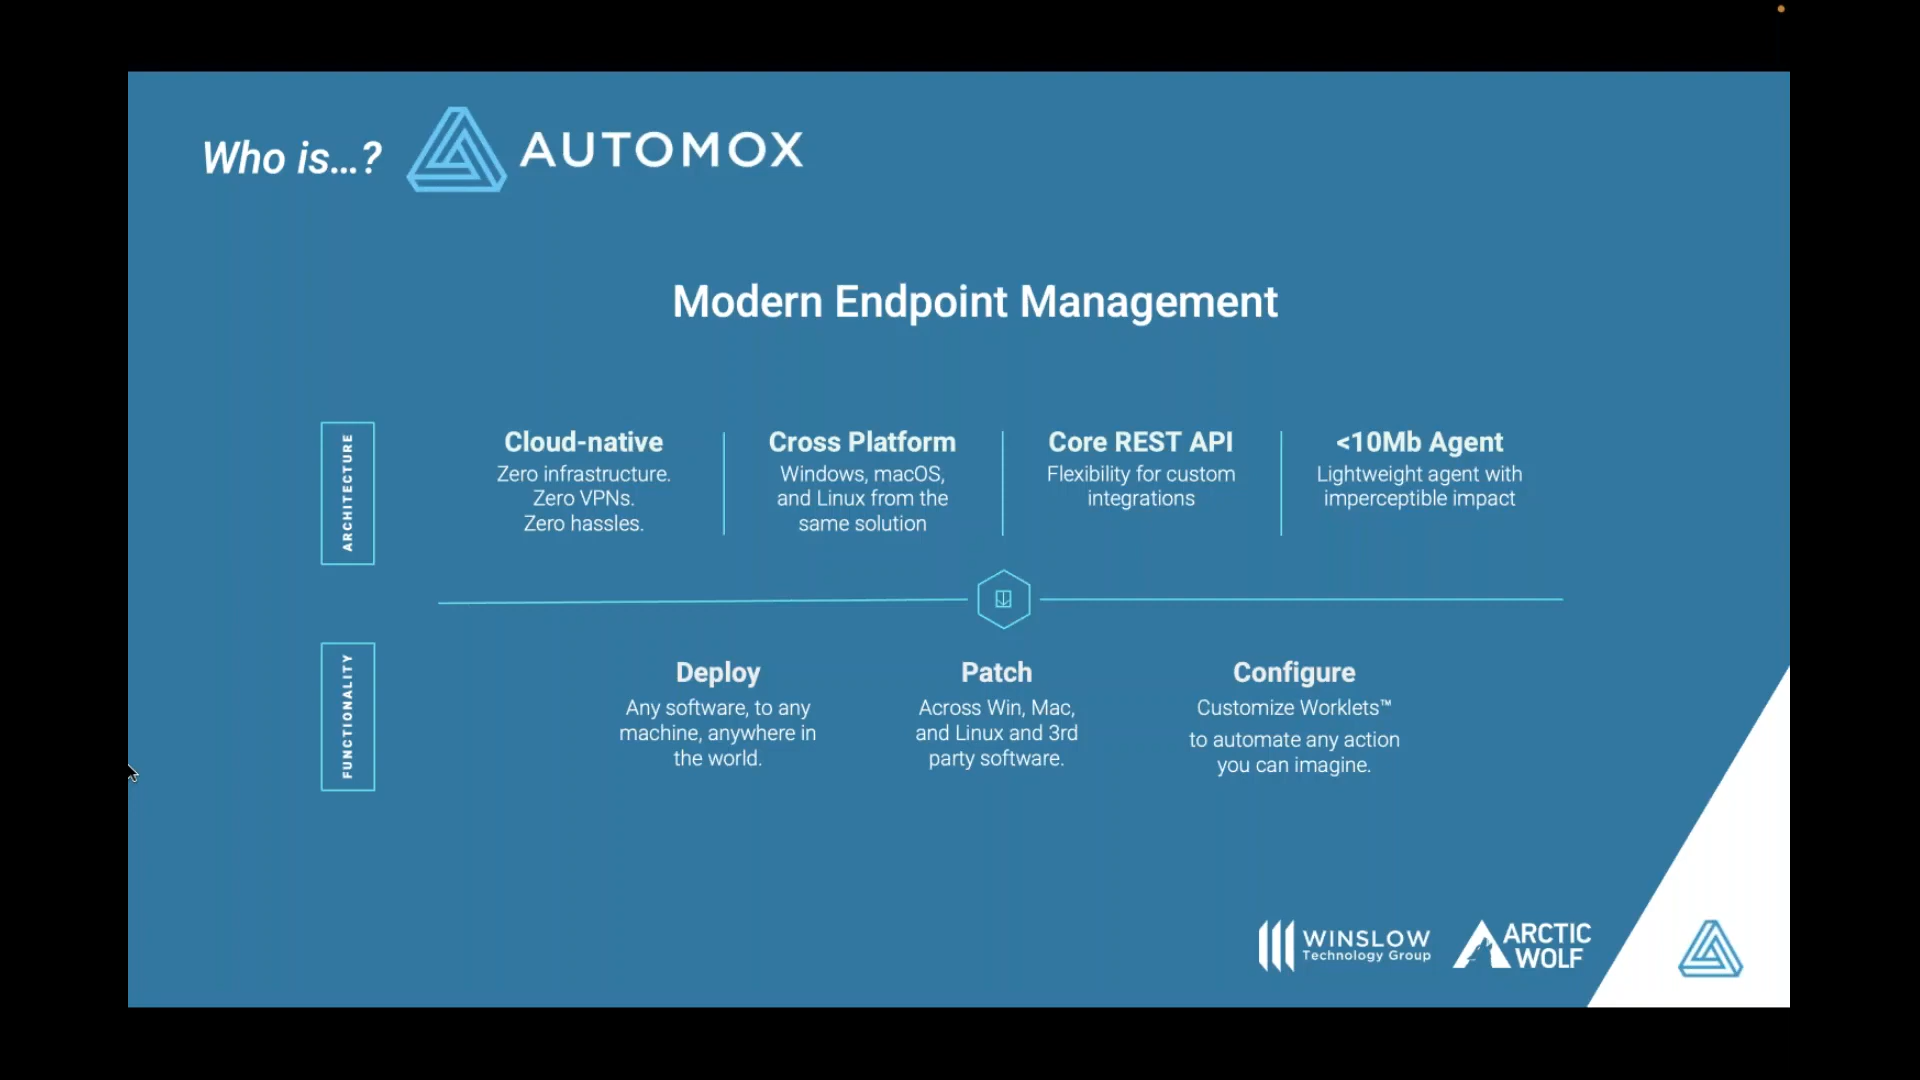 Who is...?
AUTOMOX
Modern Endpoint Management
ARCHITECTURE
Cloud-native
Zero infrastructure.
Zero VPNs.
Zero hassles.
Cross Platform
Windows, macOS,
and Linux from the
same solution
Core REST API
Flexibility for custom
integrations
<10Mb Agent
Lightweight agent with
imperceptible impact
FUNCTIONALITY
Deploy
Any software, to any
machine, anywhere in
the world.
Patch
Across Win, Mac,
and Linux and 3rd
party software.
Configure
Customize Worklets™
to automate any action
you can imagine.
WINSLOW
Technology Group
ARCTIC
WOLF